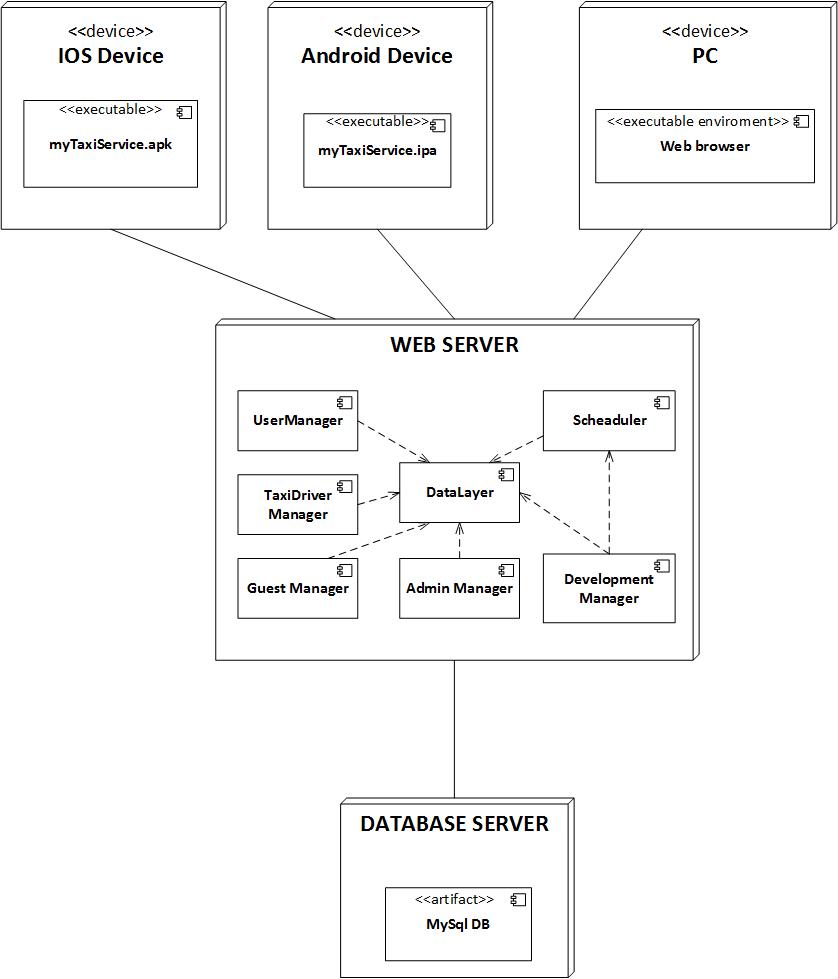 <<device>>
IOS Device
<<executable>>
myTaxiService.apk
<<device>>
Android Device
<<executable>>
myTaxiService.ipa
<<device>>
PC
<<executable enviroment>>
Web browser
WEB SERVER
UserManager
Scheaduler
DataLayer
TaxiDriver
Manager
Guest Manager
Admin Manager
Development
Manager
DATABASE SERVER
<<artifact>>
MySql DB